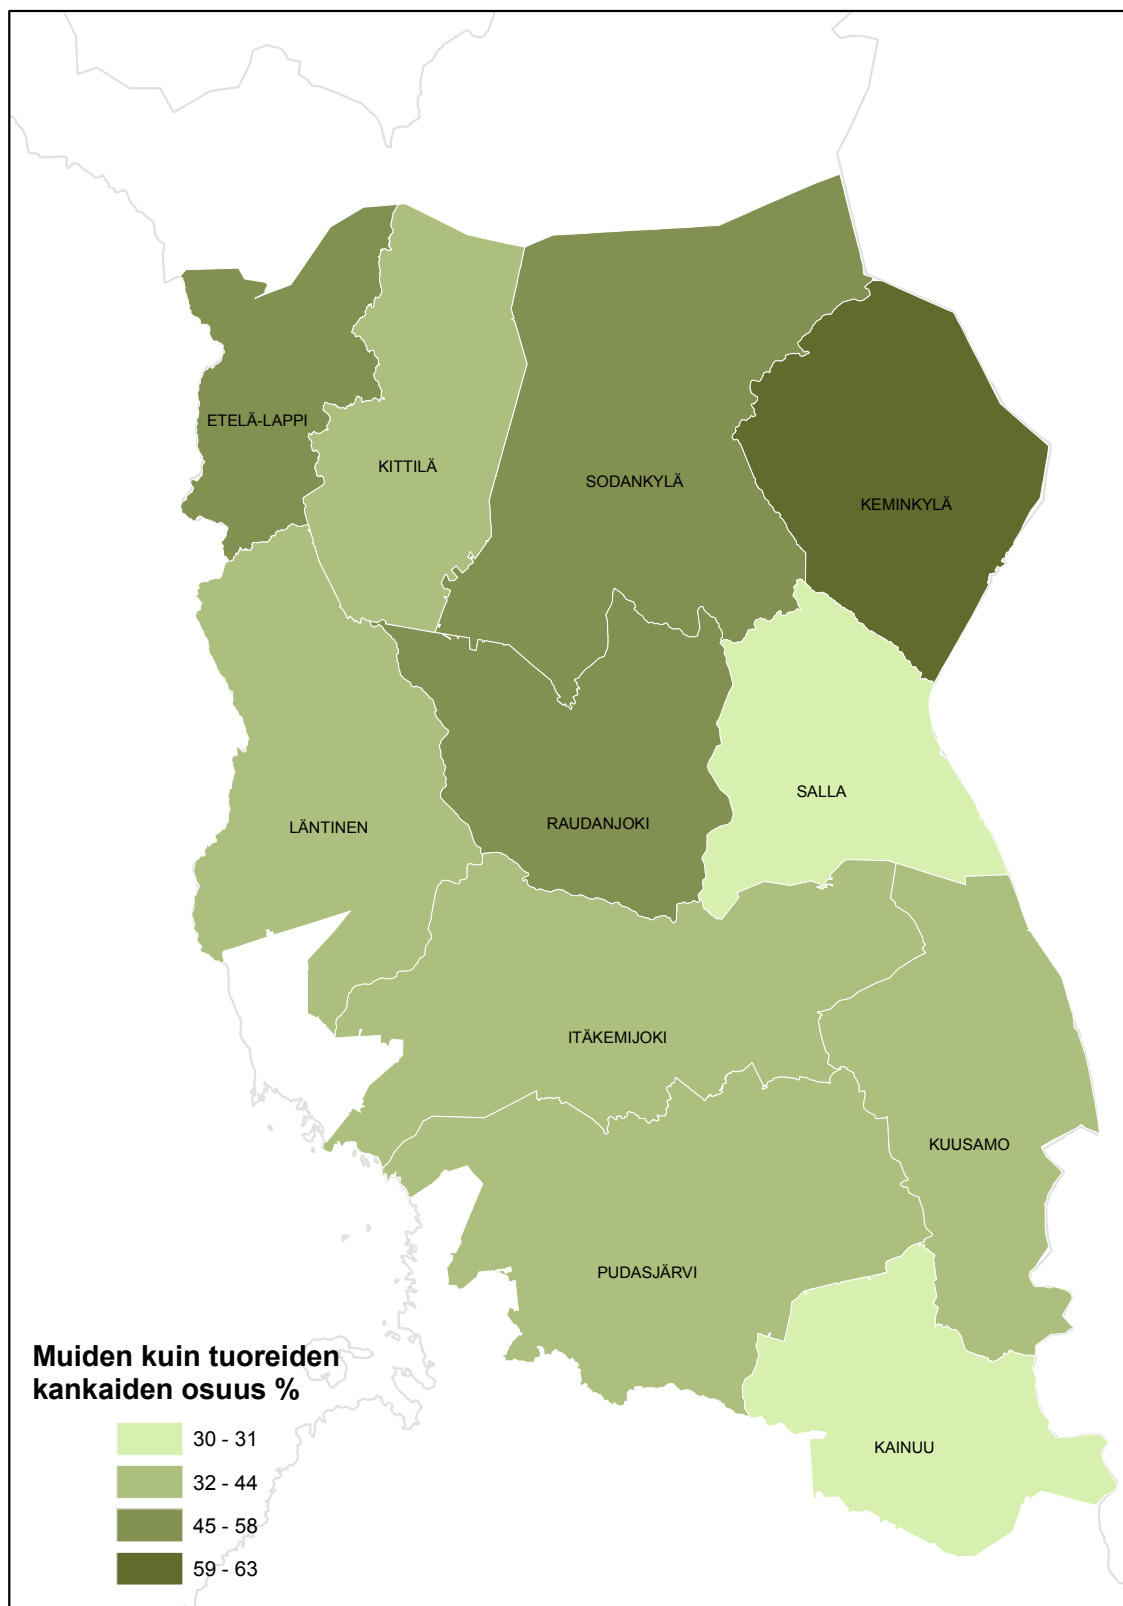 ETELÄ-LAPPI
KITTILÄ
SODANKYLÄ
KEMINKYLÄ
SALLA
RAUDANJOKI
LÄNTINEN
ITÄKEMIJOKI
KUUSAMO
PUDASJÄRVI
KAINUU
Muiden kuin tuoreiden
kankaiden osuus %
30 - 31
32 - 44
45 - 58
59 - 63